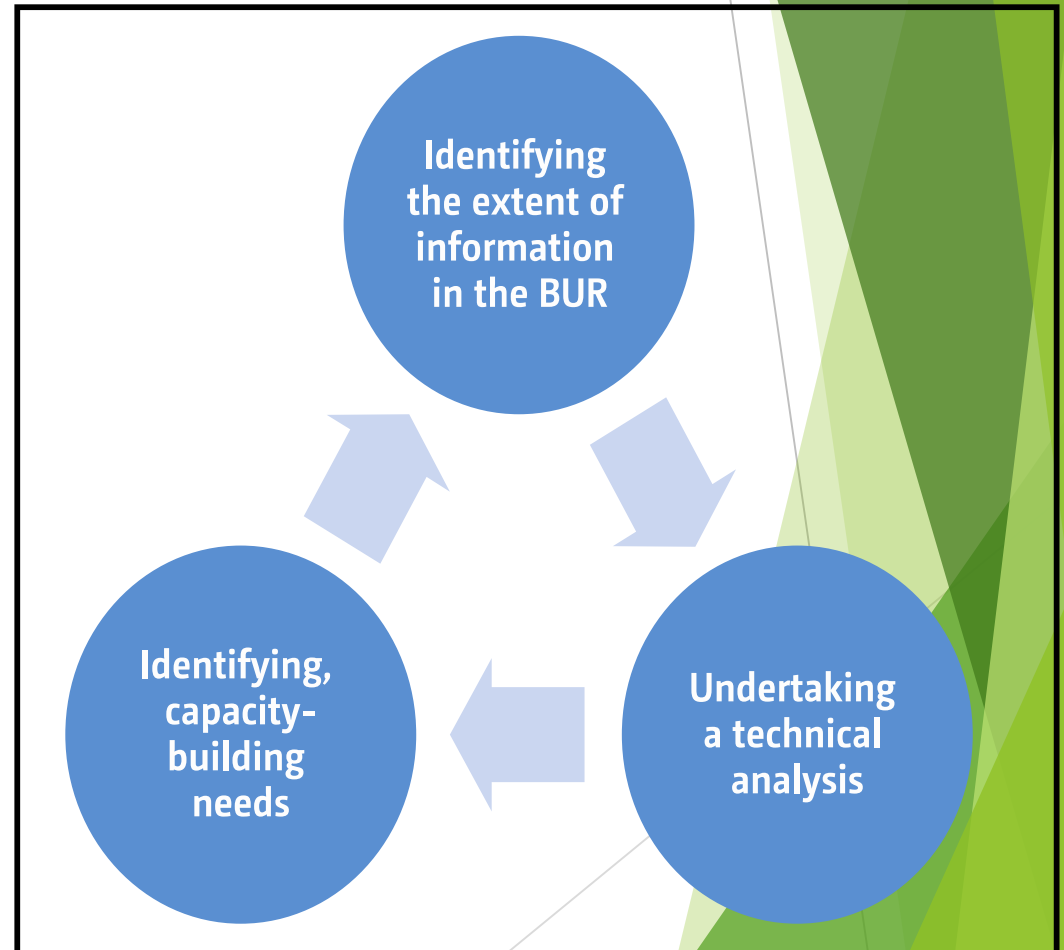 Identifying
the extent of
information
in the BUR
Undertaking
a technical
analysis
Identifying,
capacity-
building
needs